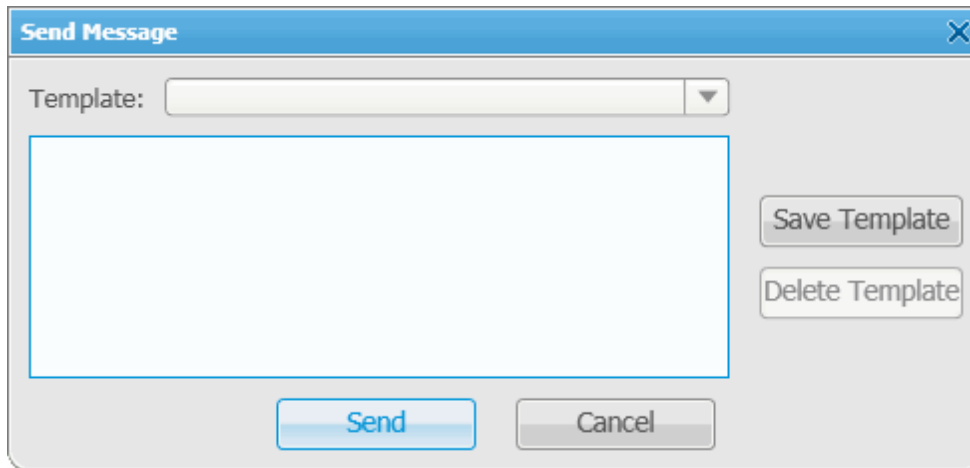 Send Message
Template:
Save Template
Delete Template
Send
Cancel